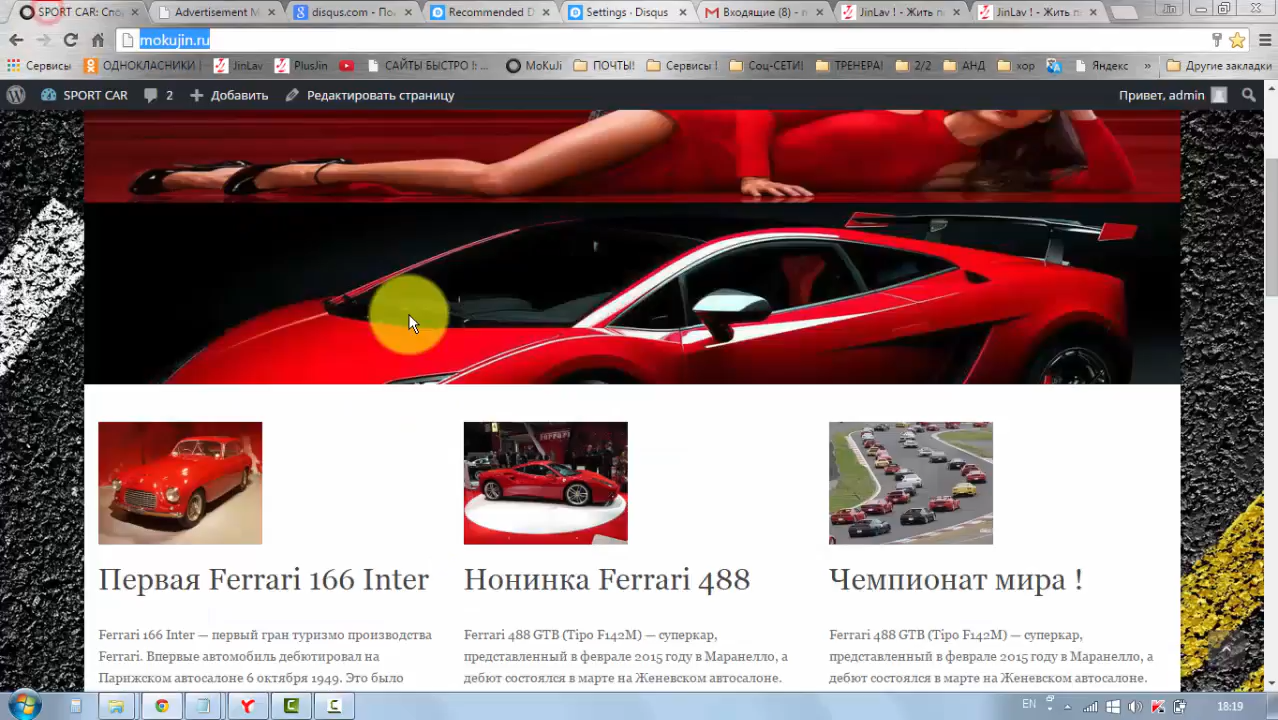 SPORT CAR: Спо
Advertisement M
disqus.com - По
Recommended D
Settings - Disqus
Входящие (8) - n
JinLav ! - Жить п
JinLav ! - Жить п
Jin
mokujin.ru
Сервисы
ОДНОКЛАСНИКИ
JinLav
PlusJin
САЙТЫ БЫСТРО !: ...
MoKuJi
ПОЧТЫ!
Сервисы !
Соц-СЕТИ!
ТРЕНЕРА!
2/2
АНД
хор
Яндекс
»
Другие закладки
SPORT CAR
2
Добавить
Редактировать страницу
Привет, admin
Первая Ferrari 166 Inter
Нонинка Ferrari 488
Чемпионат мира !
Ferrari 166 Inter — первый гран туризмо производства
Ferrari. Впервые автомобиль дебютировал на
Парижском автосалоне 6 октября 1949. Это было
Ferrari 488 GTB (Tipo F142M) — суперкар,
представленный в феврале 2015 году в Маранелло, а
дебют состоялся в марте на Женевском автосалоне.
Ferrari 488 GTB (Tipo F142M) — суперкар,
представленный в феврале 2015 году в Маранелло, а
дебют состоялся в марте на Женевском автосалоне.
EN
18:19